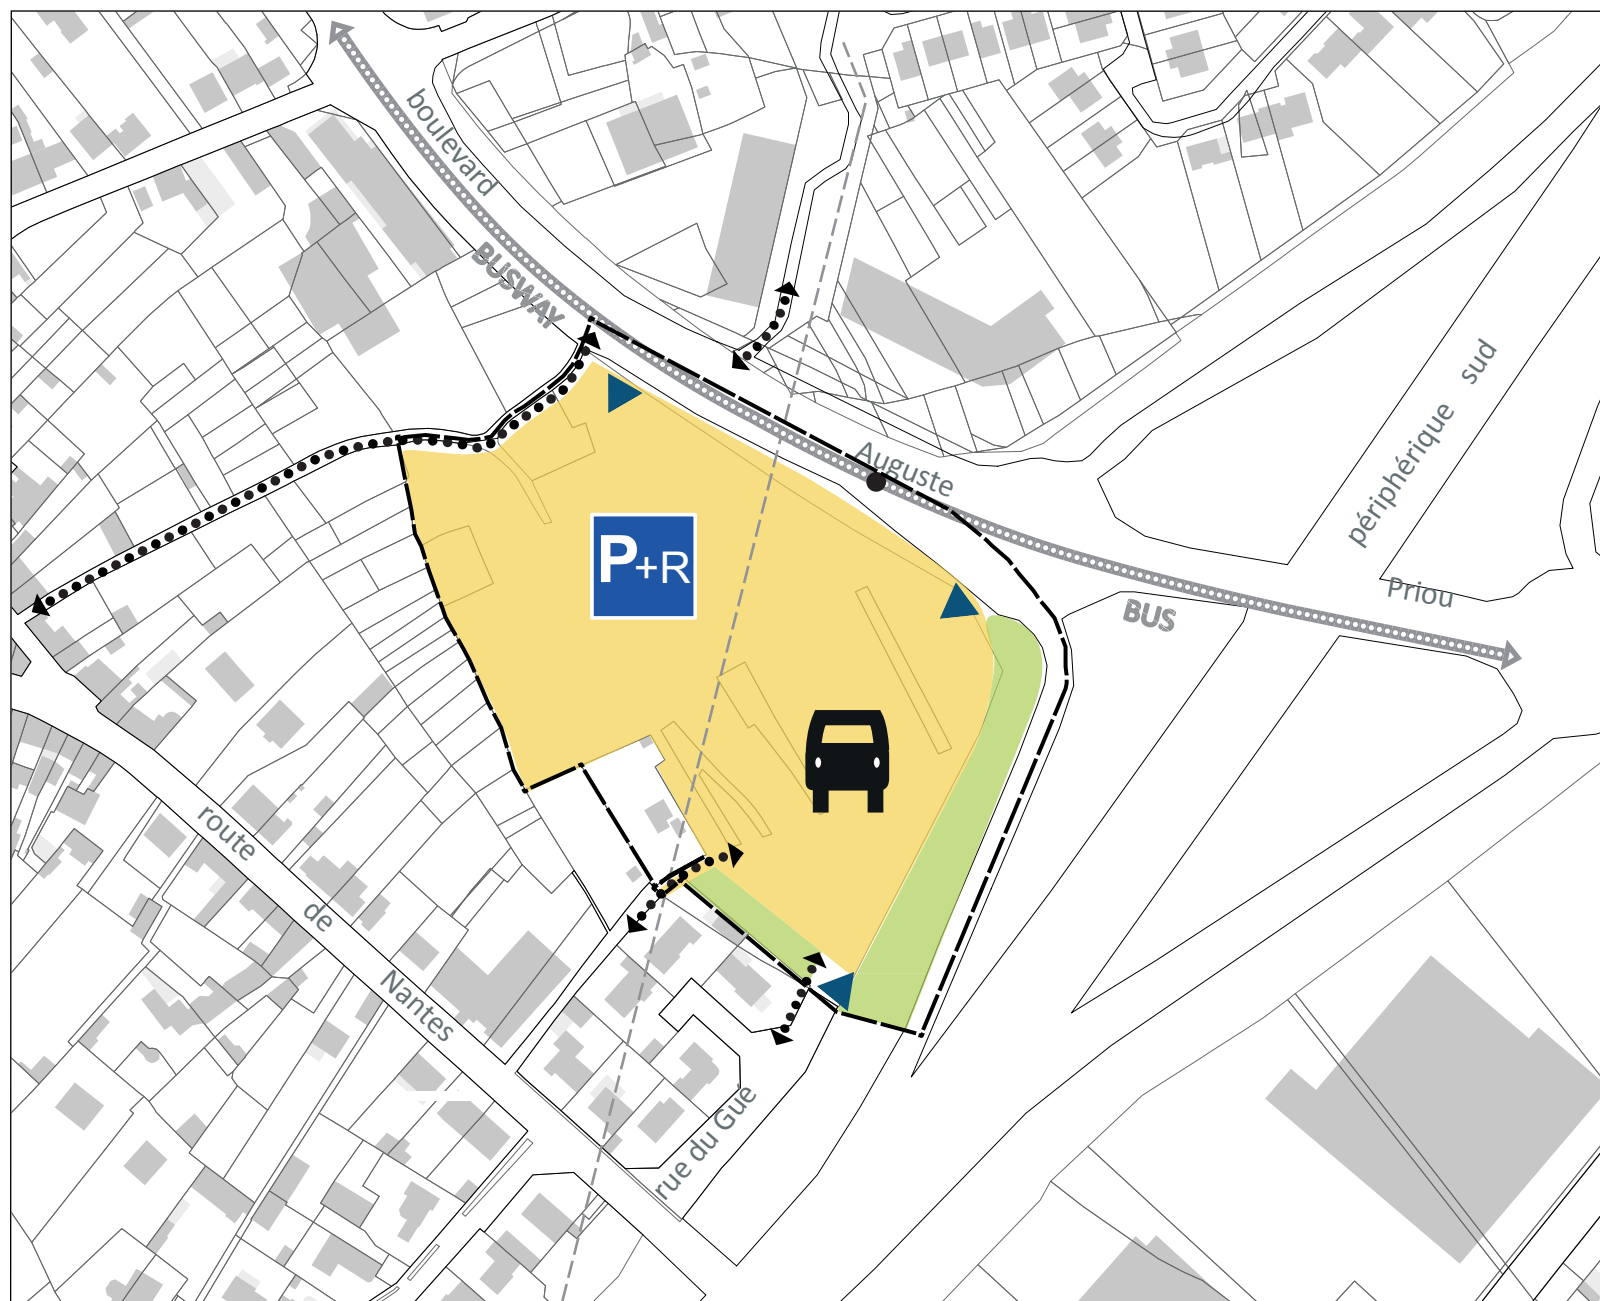 boulevard
BUSWAY
sud
périphérique
Auguste
P+R
Priou
BUS
route
de
Nantes
rue du Gue